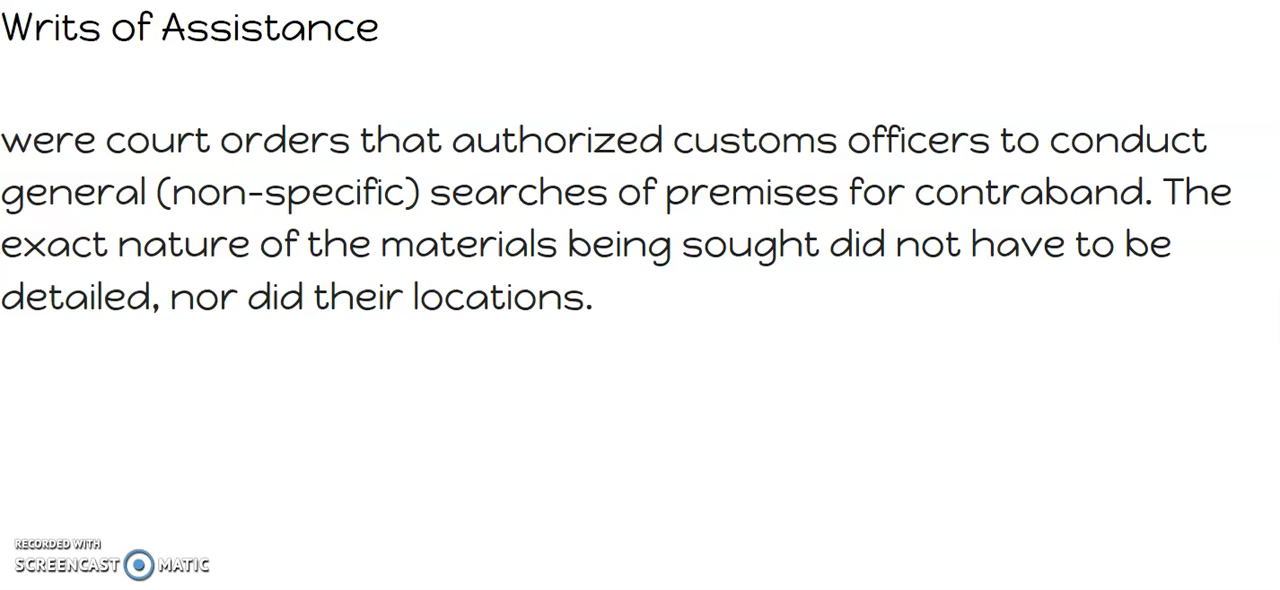 Writs of Assistance
were court orders that authorized customs officers to conduct
general (non-specific) searches of premises for contraband. The
exact nature of the materials being sought did not have to be
detailed, nor did their locations.
RECORDED WITH
SCREENCAST MATIC